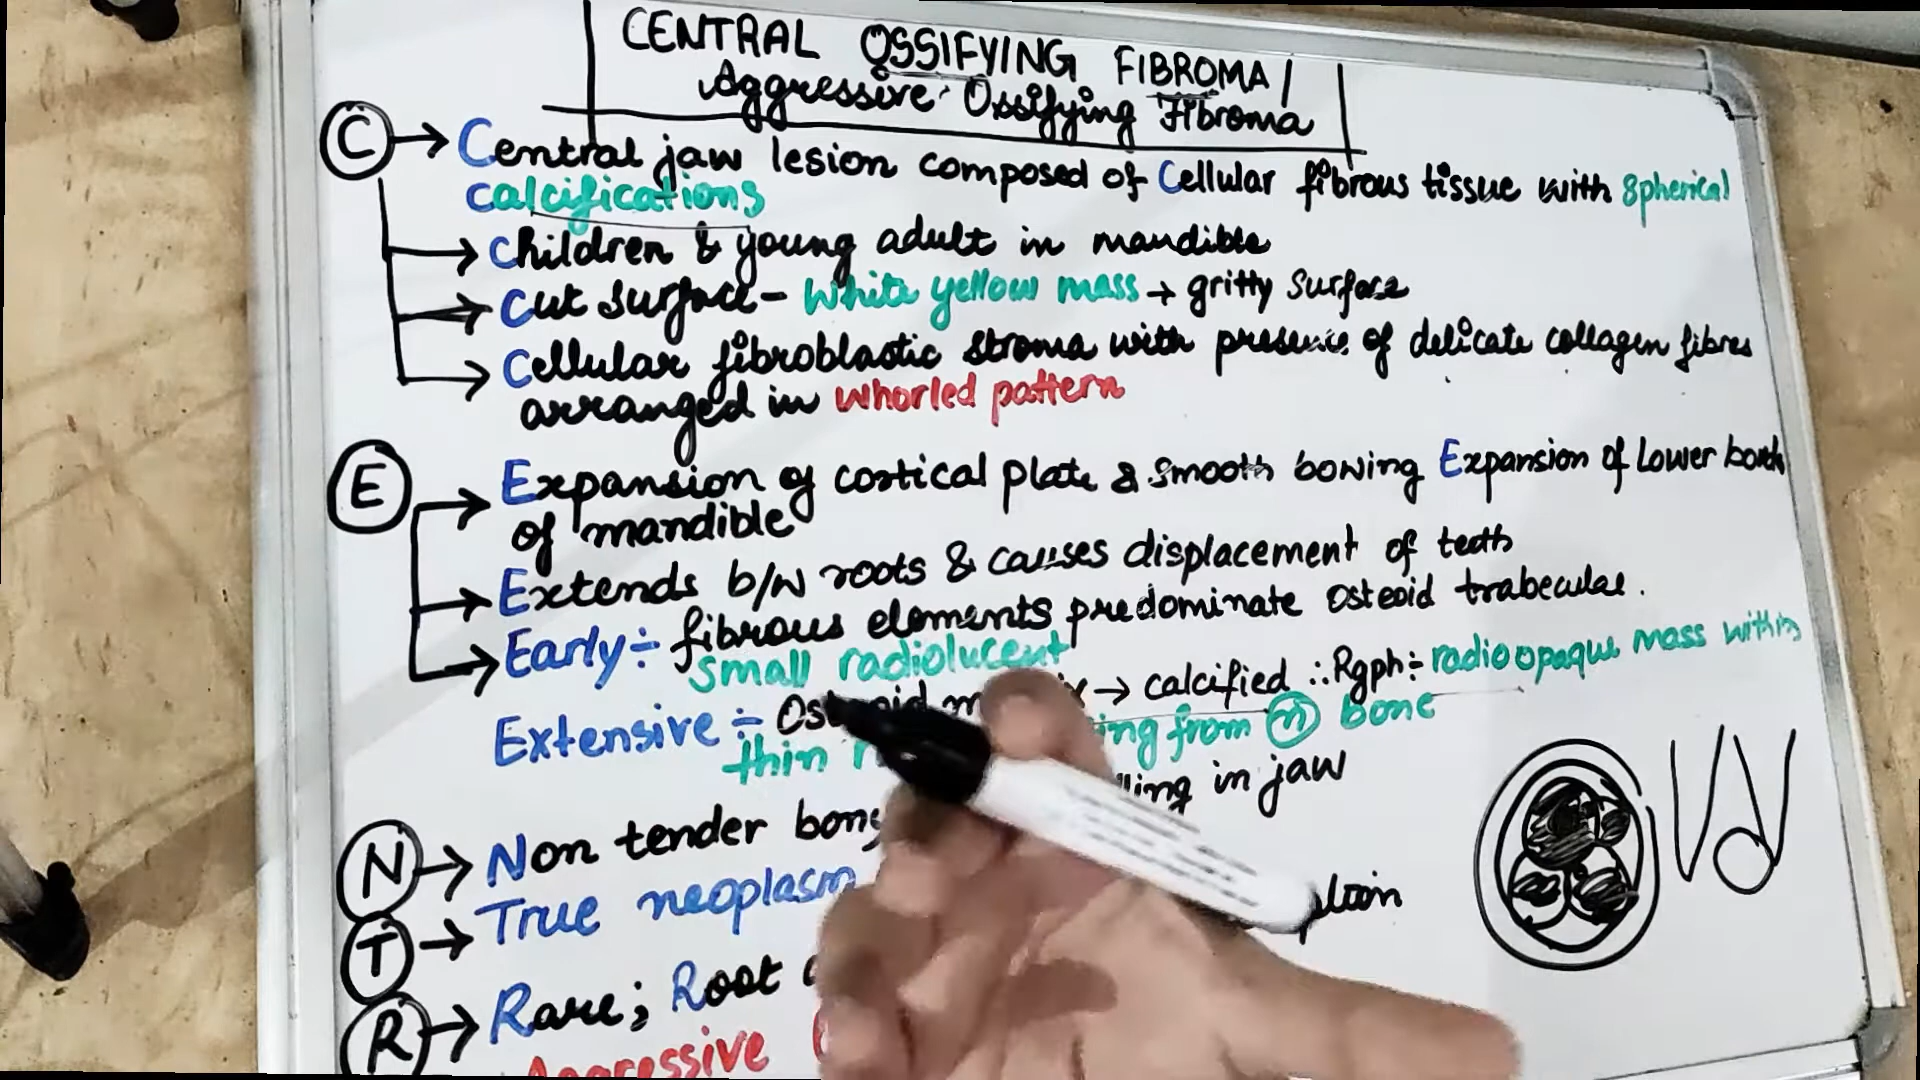 CENTRAL OSSIFYING FIBROMA/
Aggressive Ossifying Fibroma
C → Central jaw lesion composed of Cellular fibrous tissue with spherical
calcifications
→ Children & young adult in mandible
→ Cut surface - White yellow mass → gritty surface
→ Cellular fibroblastic stroma with presence of delicate collagen fibres
arranged in whorled pattern
E → Expansion of cortical plate & smooth bowing Expansion of Lower
of mandible
→ Extends b/w roots & causes displacement of teeth
→ Early ÷ fibrous elements predominate osteoid trabeculae.
small radiolucent
Extensive ÷ → calcified ∴ Rgph ÷ radioopaque mass within
thin from n bone
N → Non tender in jaw
T → True neoplasm
R → Rare; Root
Aggressive